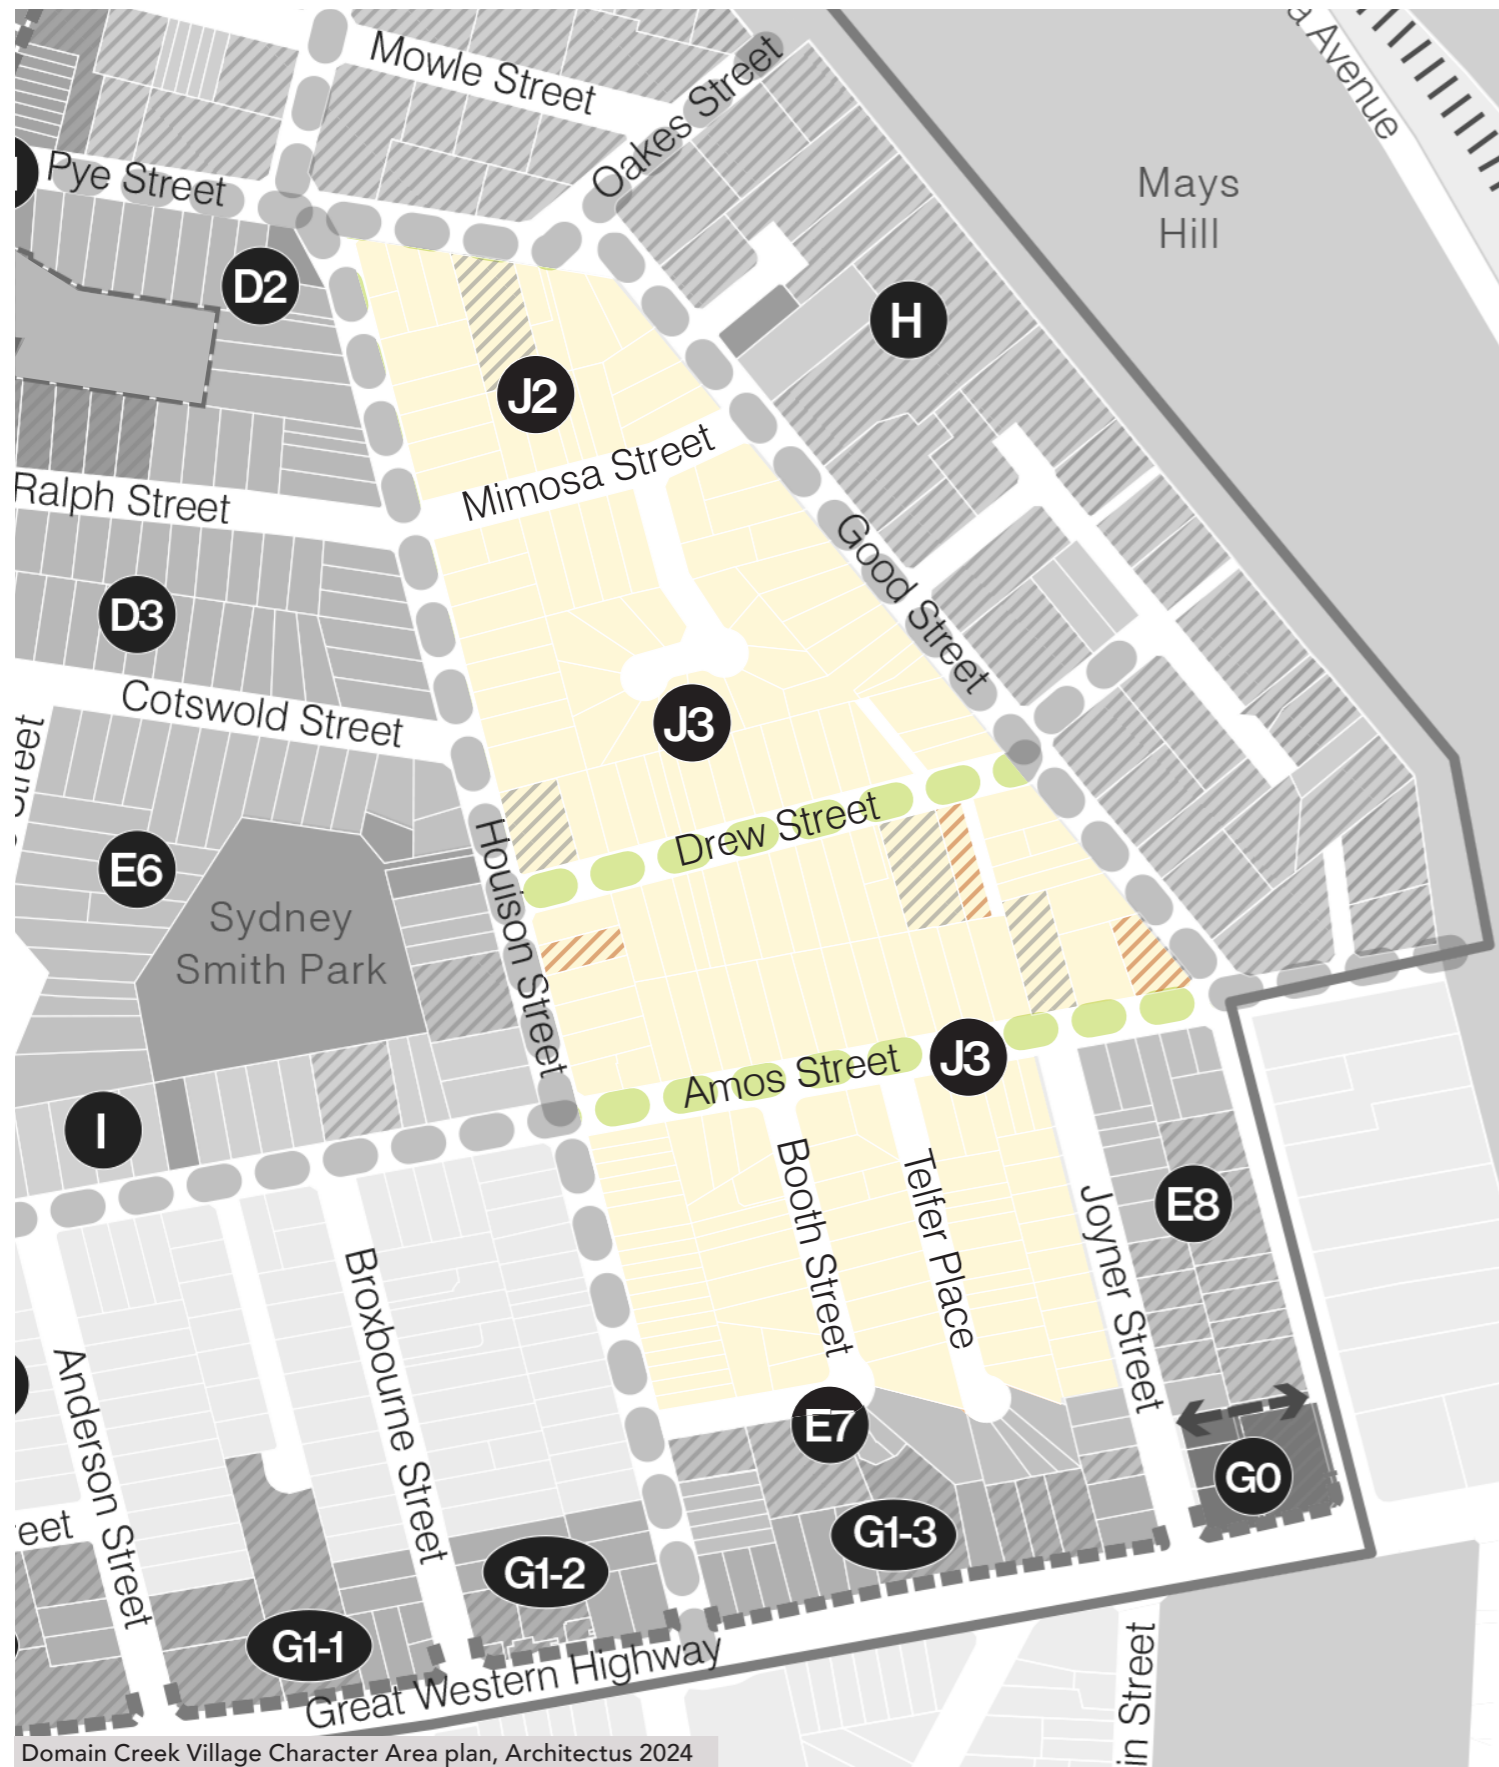 a Avenue
Mowle Street
Oakes Street
Pye Street
Mays
Hill
D2
H
J2
Mimosa Street
Ralph Street
Good Street
D3
Cotswold Street
J3
Street
Houison Street
Drew Street
E6
Sydney
Smith Park
Amos Street
J3
I
Booth Street
Telfer Place
Joyner Street
E8
Broxbourne Street
Anderson Street
E7
G0
eet
G1-3
G1-2
G1-1
Great Western Highway
in Street
Domain Creek Village Character Area plan, Architectus 2024